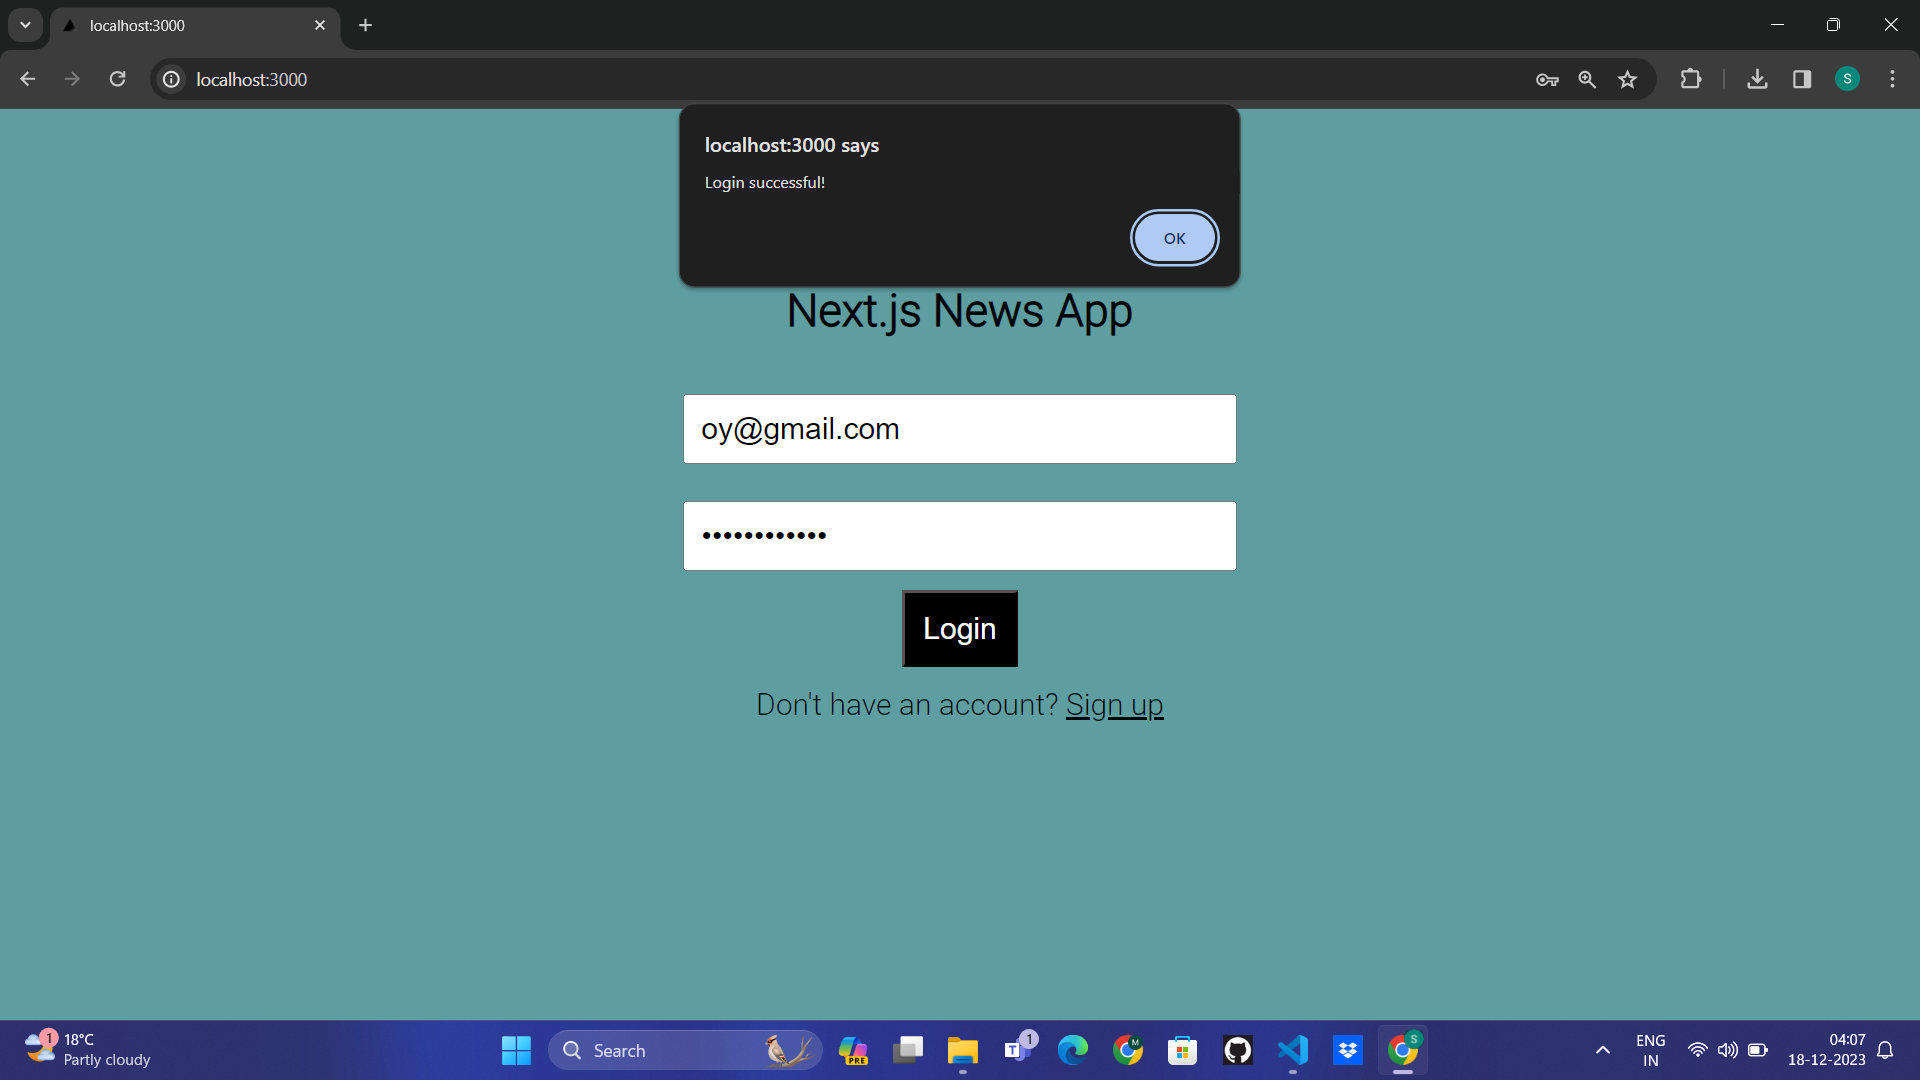 localhost:3000
localhost:3000
S
localhost:3000 says
Login successful!
OK
Next.js News App
oy@gmail.com
••••••••••••
Login
Don't have an account? Sign up
1
18°C
Partly cloudy
Search
PRE
T
1
M
S
ENG
IN
04:07
18-12-2023